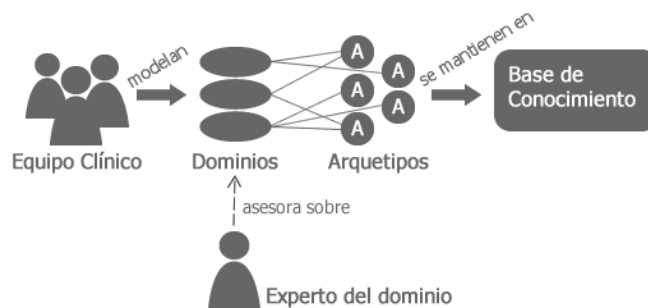 modelan
A
A
A
A
A
se mantienen en
Base de
Conocimiento
Equipo Clínico
Dominios
Arquetipos
asesora sobre
Experto del dominio